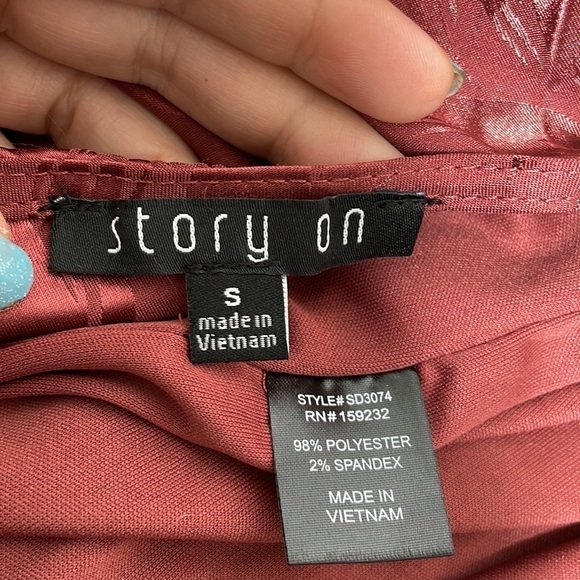 story on
S
made in
Vietnam
STYLE# SD3074
RN# 159232
98% POLYESTER
2% SPANDEX
MADE IN
VIETNAM